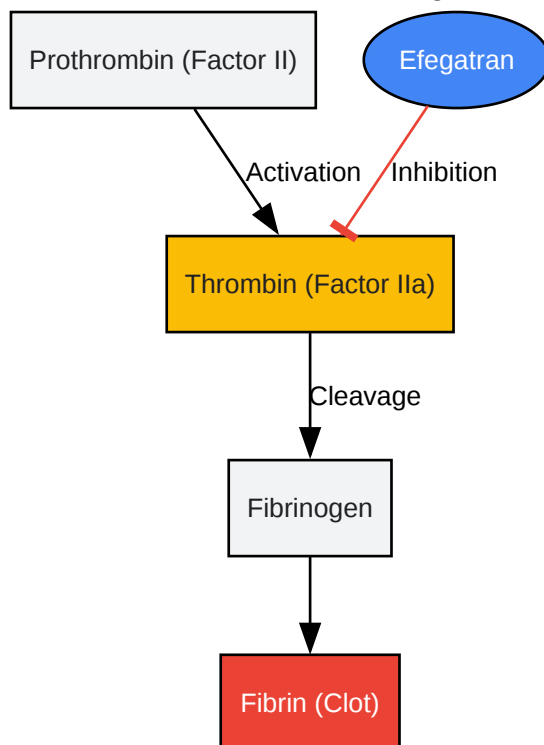 Prothrombin (Factor II)
Efegatran
Activation
Inhibition
Thrombin (Factor IIa)
Cleavage
Fibrinogen
Fibrin (Clot)